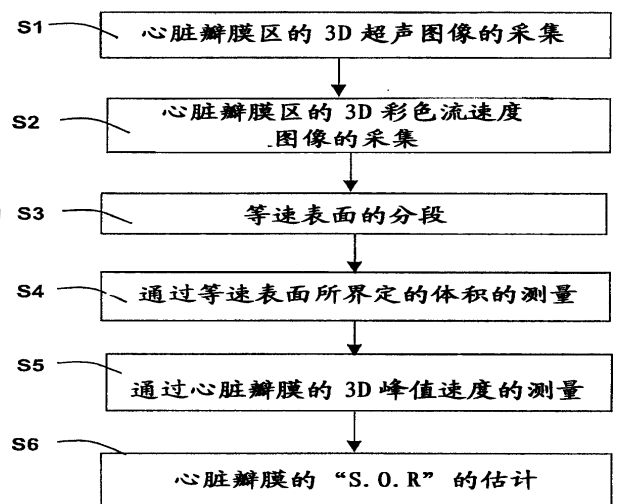 S1 心脏瓣膜区的 3D 超声图像的采集
S2 心脏瓣膜区的 3D 彩色流速度
图像的采集
S3 等速表面的分段
S4 通过等速表面所界定的体积的测量
S5 通过心脏瓣膜的 3D 峰值速度的测量
S6 心脏瓣膜的 “S.O.R” 的估计